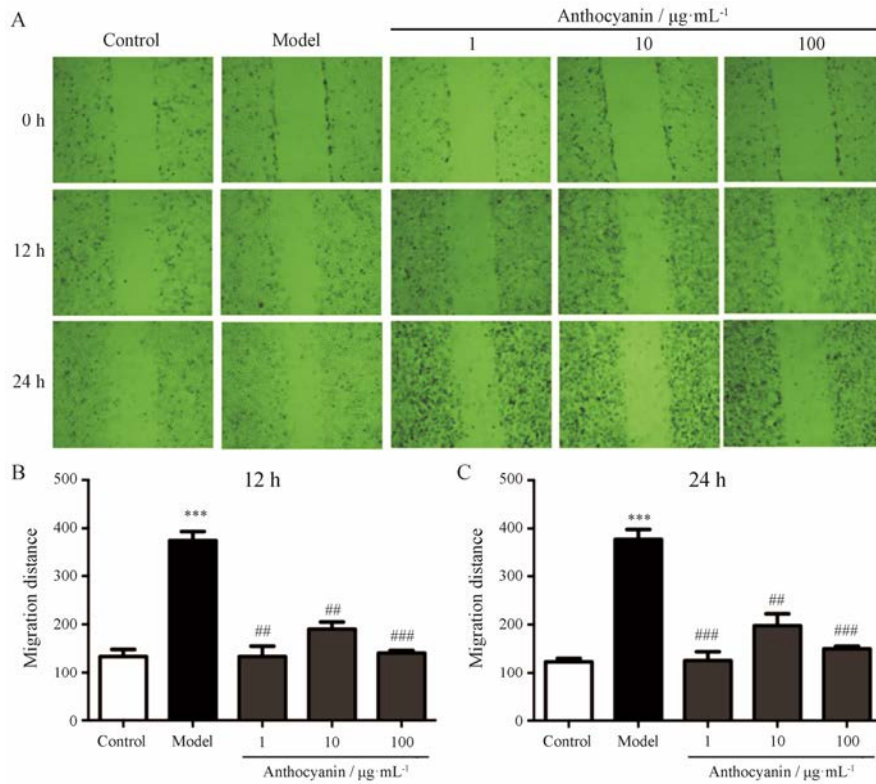 A
Anthocyanin / μg·mL⁻¹
Control Model 1 10 100
0 h
12 h
24 h
B
12 h
500
400
300
200
100
0
Migration distance
***
##
##
###
Control Model 1 10 100
Anthocyanin / μg·mL⁻¹
C
24 h
500
400
300
200
100
0
Migration distance
***
###
##
###
Control Model 1 10 100
Anthocyanin / μg·mL⁻¹